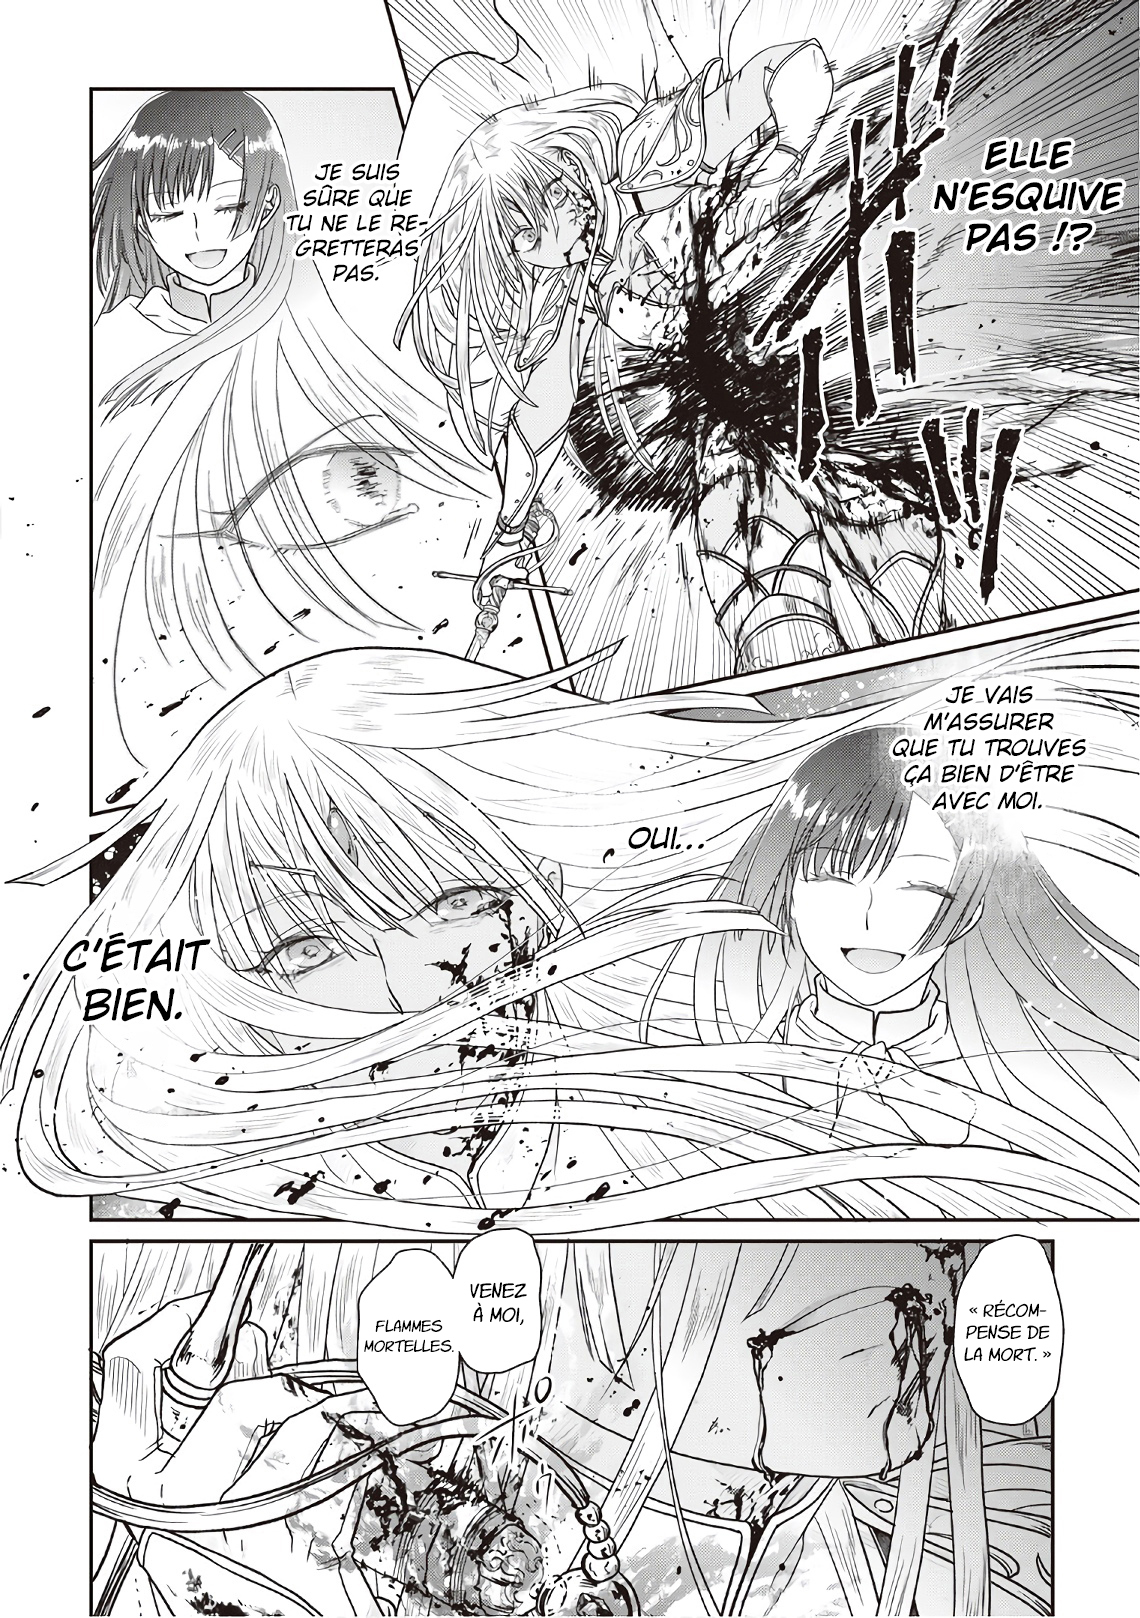 ELLE
N'ESQUIVE
PAS !?
JE SUIS
SÛRE QUE
TU NE LE RE-
GRETTERAS
PAS.
JE VAIS
M'ASSURER
QUE TU TROUVES
ÇA BIEN D'ÊTRE
AVEC MOI.
OUI...
C'ÉTAIT
BIEN.
« RÉCOM-
PENSE DE
LA MORT. »
VENEZ
À MOI,
FLAMMES
MORTELLES.